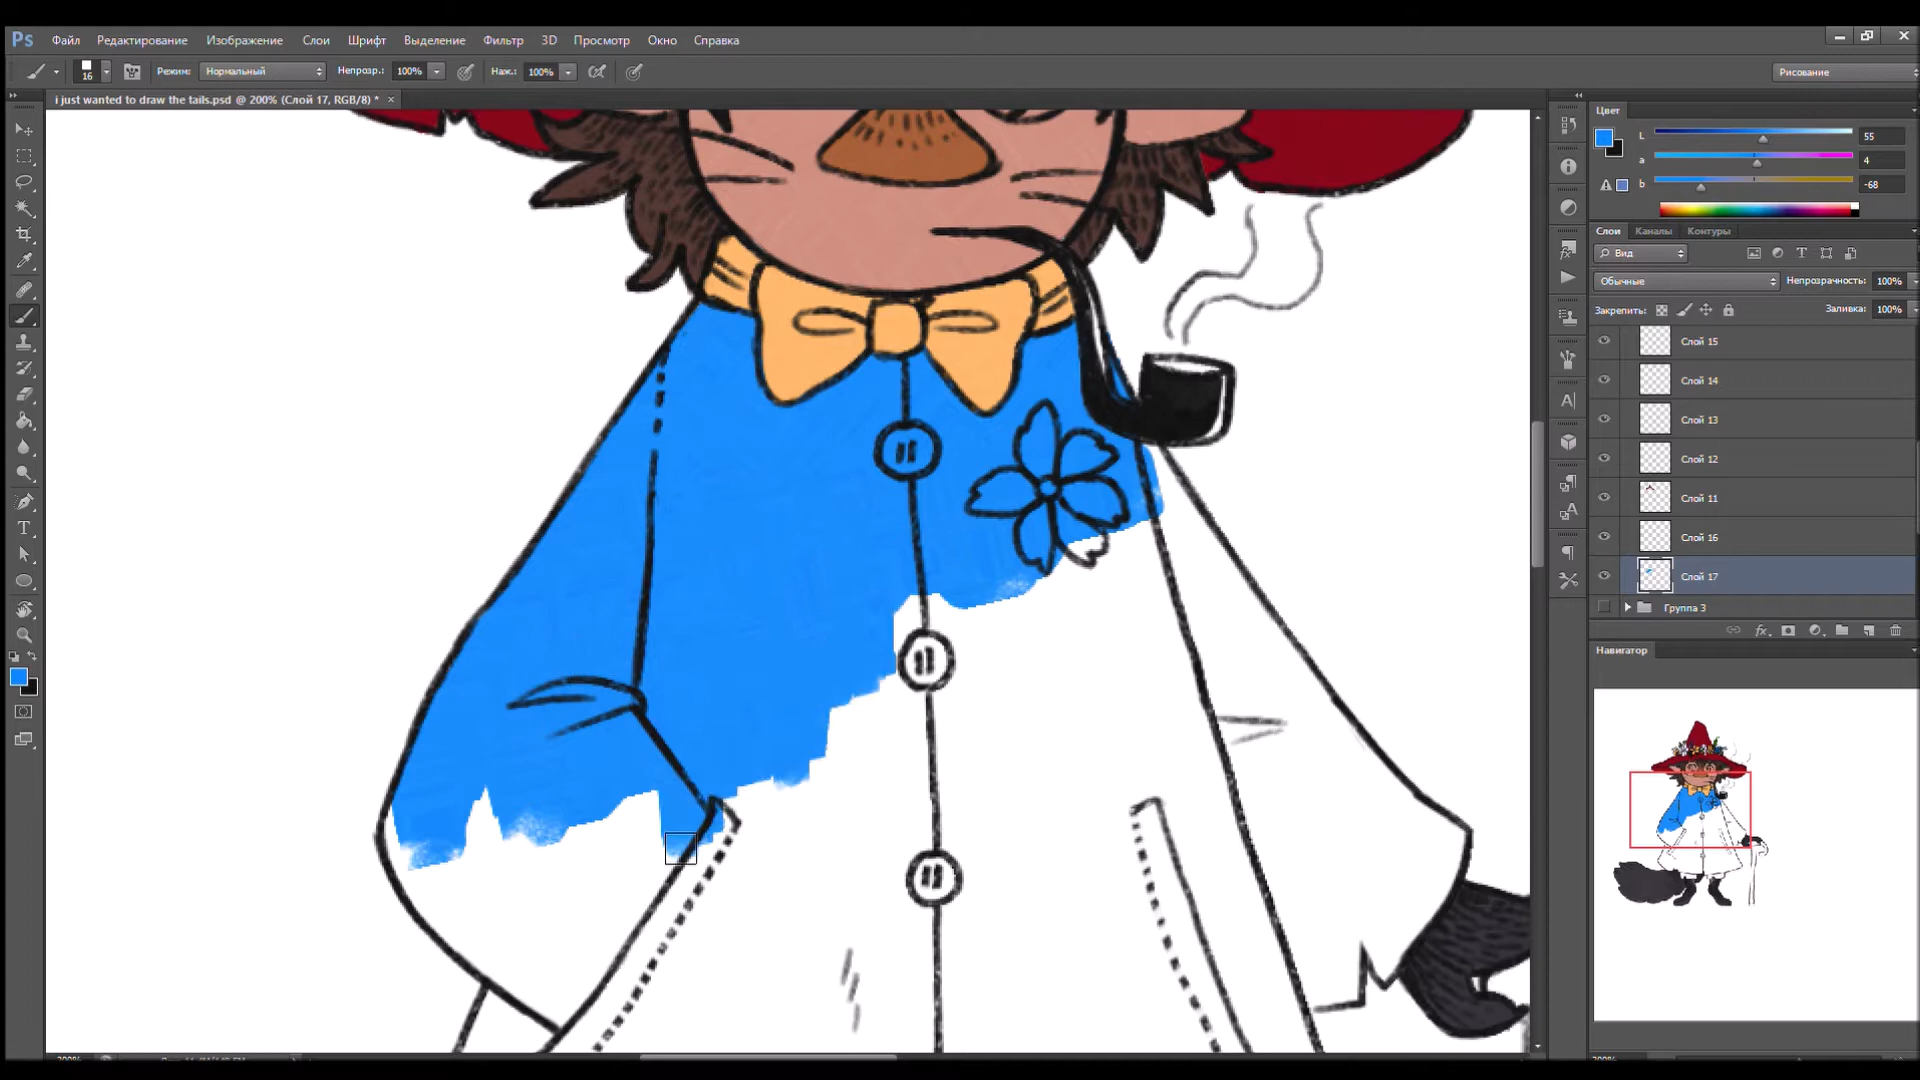 Ps Файл Редактирование Изображение Слои Шрифт Выделение Фильтр 3D Просмотр Окно Справка
16 Режим: Нормальный Непрозр.: 100% Наж.: 100% Рисование
i just wanted to draw the tails.psd @ 200% (Слой 17, RGB/8) * ×
Цвет
L 55
a 4
b -68
Слои Каналы Контуры
Вид
Обычные Непрозрачность: 100%
Закрепить: Заливка: 100%
Слой 15
Слой 14
Слой 13
Слой 12
Слой 11
Слой 16
Слой 17
Группа 3
Навигатор